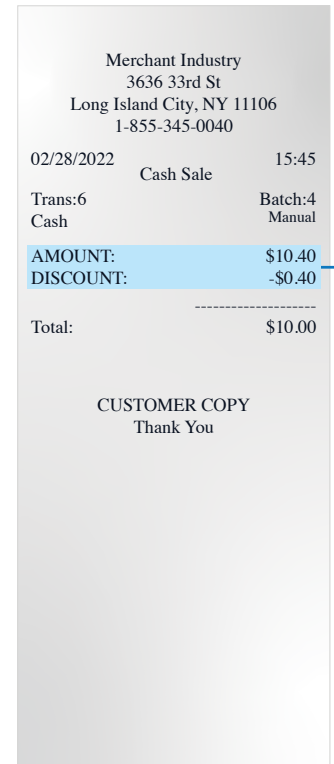 Merchant Industry
3636 33rd St
Long Island City, NY 11106
1-855-345-0040
02/28/2022 15:45
Cash Sale
Trans:6 Batch:4
Cash Manual
AMOUNT: $10.40
DISCOUNT: -$0.40
--------------------
Total: $10.00
CUSTOMER COPY
Thank You